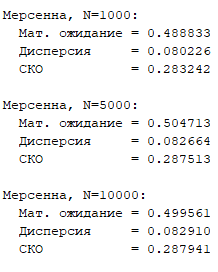 Мерсенна, N=1000:
Мат. ожидание = 0.488833
Дисперсия = 0.080226
СКО = 0.283242
Мерсенна, N=5000:
Мат. ожидание = 0.504713
Дисперсия = 0.082664
СКО = 0.287513
Мерсенна, N=10000:
Мат. ожидание = 0.499561
Дисперсия = 0.082910
СКО = 0.287941